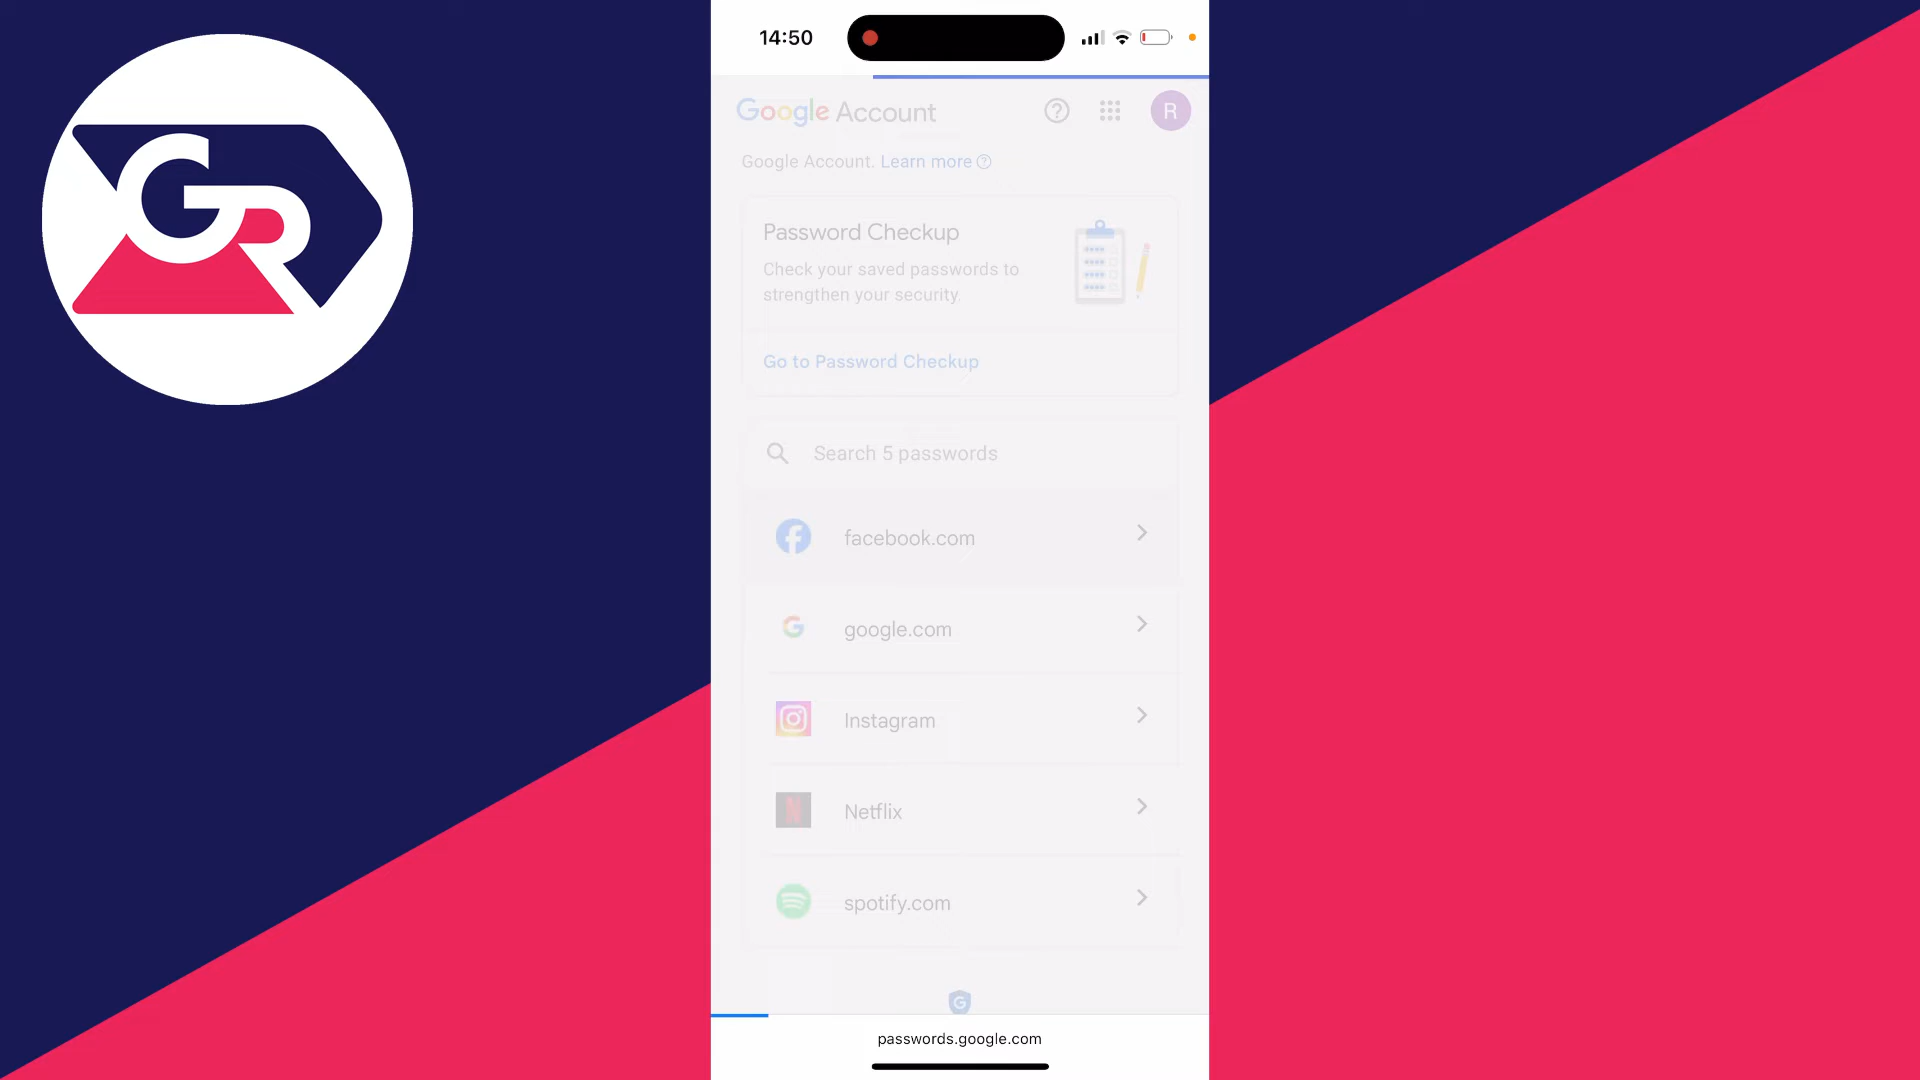 GR
14:50
Google Account
R
Google Account. Learn more
Password Checkup
Check your saved passwords to
strengthen your security.
Go to Password Checkup
Search 5 passwords
facebook.com
google.com
Instagram
Netflix
spotify.com
passwords.google.com